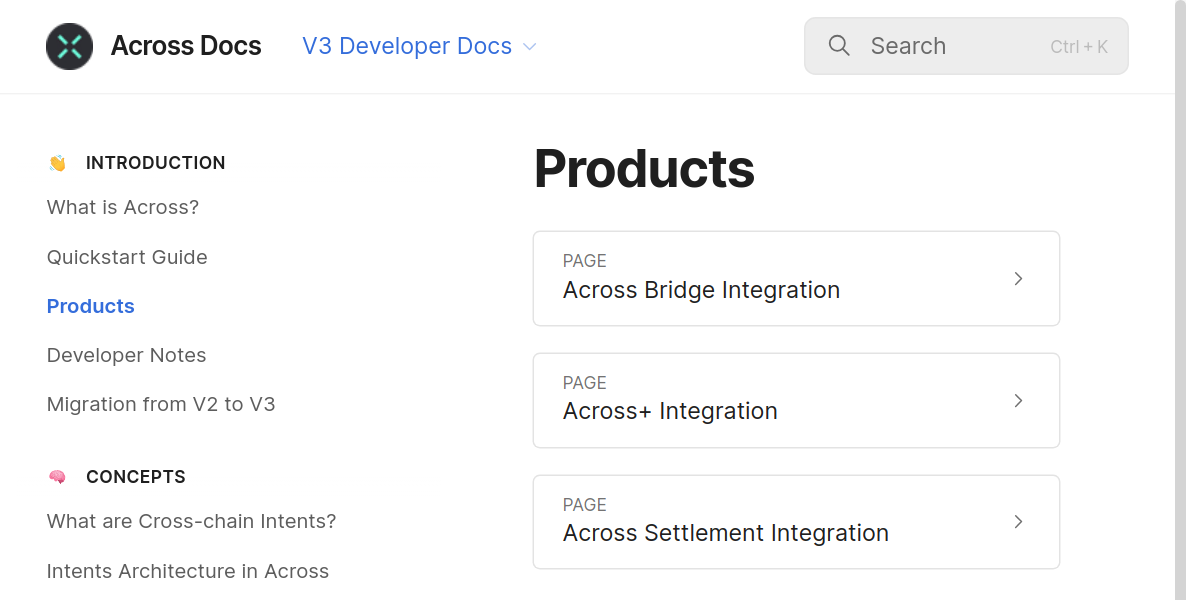 Across Docs
V3 Developer Docs
Search
Ctrl + K
INTRODUCTION
What is Across?
Quickstart Guide
Products
Developer Notes
Migration from V2 to V3
CONCEPTS
What are Cross-chain Intents?
Intents Architecture in Across
Products
PAGE
Across Bridge Integration
PAGE
Across+ Integration
PAGE
Across Settlement Integration